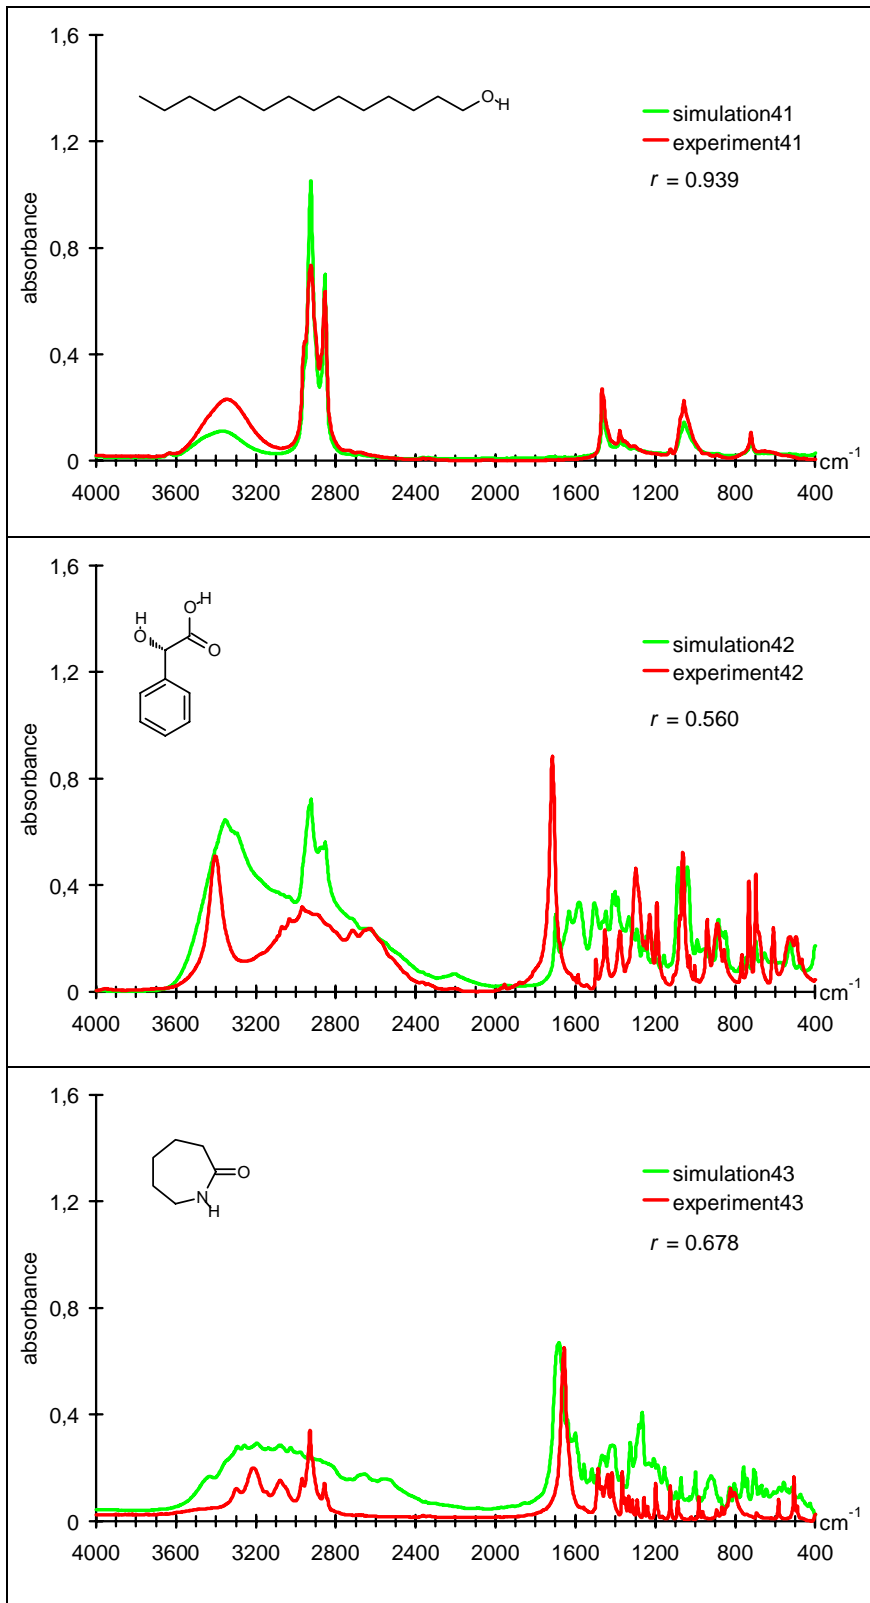 1,6
1,2
0,8
0,4
0
absorbance
O
H
simulation41
experiment41
r = 0.939
4000 3600 3200 2800 2400 2000 1600 1200 800 400
cm-1
1,6
1,2
0,8
0,4
0
absorbance
H
O
O
H
O
simulation42
experiment42
r = 0.560
4000 3600 3200 2800 2400 2000 1600 1200 800 400
cm-1
1,6
1,2
0,8
0,4
0
absorbance
O
N
H
simulation43
experiment43
r = 0.678
4000 3600 3200 2800 2400 2000 1600 1200 800 400
cm-1